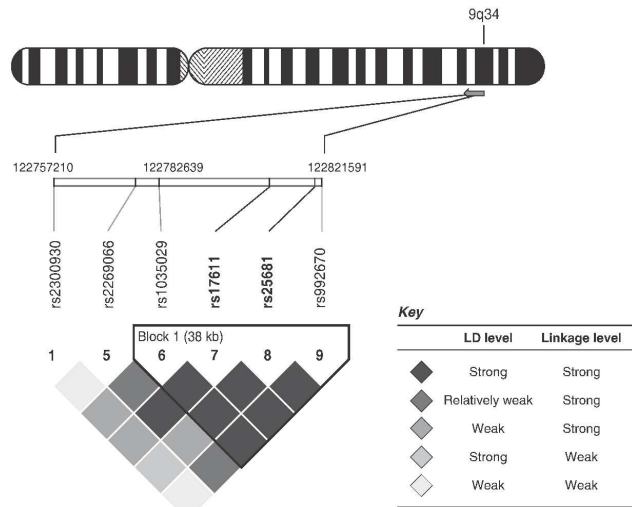 9q34
122757210 122782639 122821591
rs2300930 rs2269066 rs1035029 rs17611 rs25681 rs992670
Block 1 (38 kb)
1 5 6 7 8 9
Key
LD level Linkage level
Strong Strong
Relatively weak Strong
Weak Strong
Strong Weak
Weak Weak